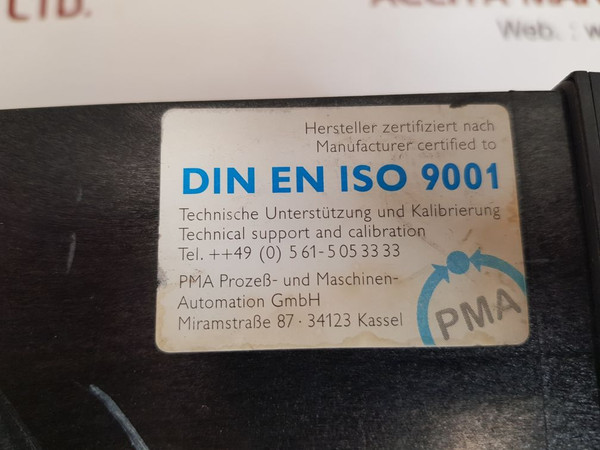 LTD.
Web. : w
Hersteller zertifiziert nach
Manufacturer certified to
DIN EN ISO 9001
Technische Unterstützung und Kalibrierung
Technical support and calibration
Tel. ++49 (0) 5 61-5 05 33 33
PMA Prozeß- und Maschinen-
Automation GmbH
Miramstraße 87 · 34123 Kassel
PMA